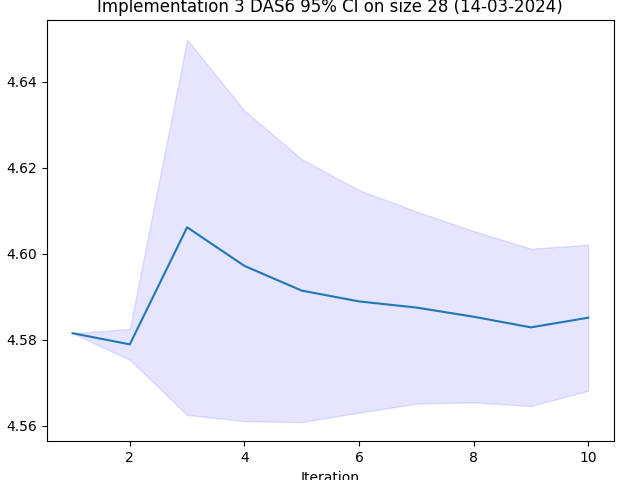 Implementation 3 DAS6 95% CI on size 28 (14-03-2024)
4.64
4.62
4.60
4.58
4.56
2 4 6 8 10
Iteration